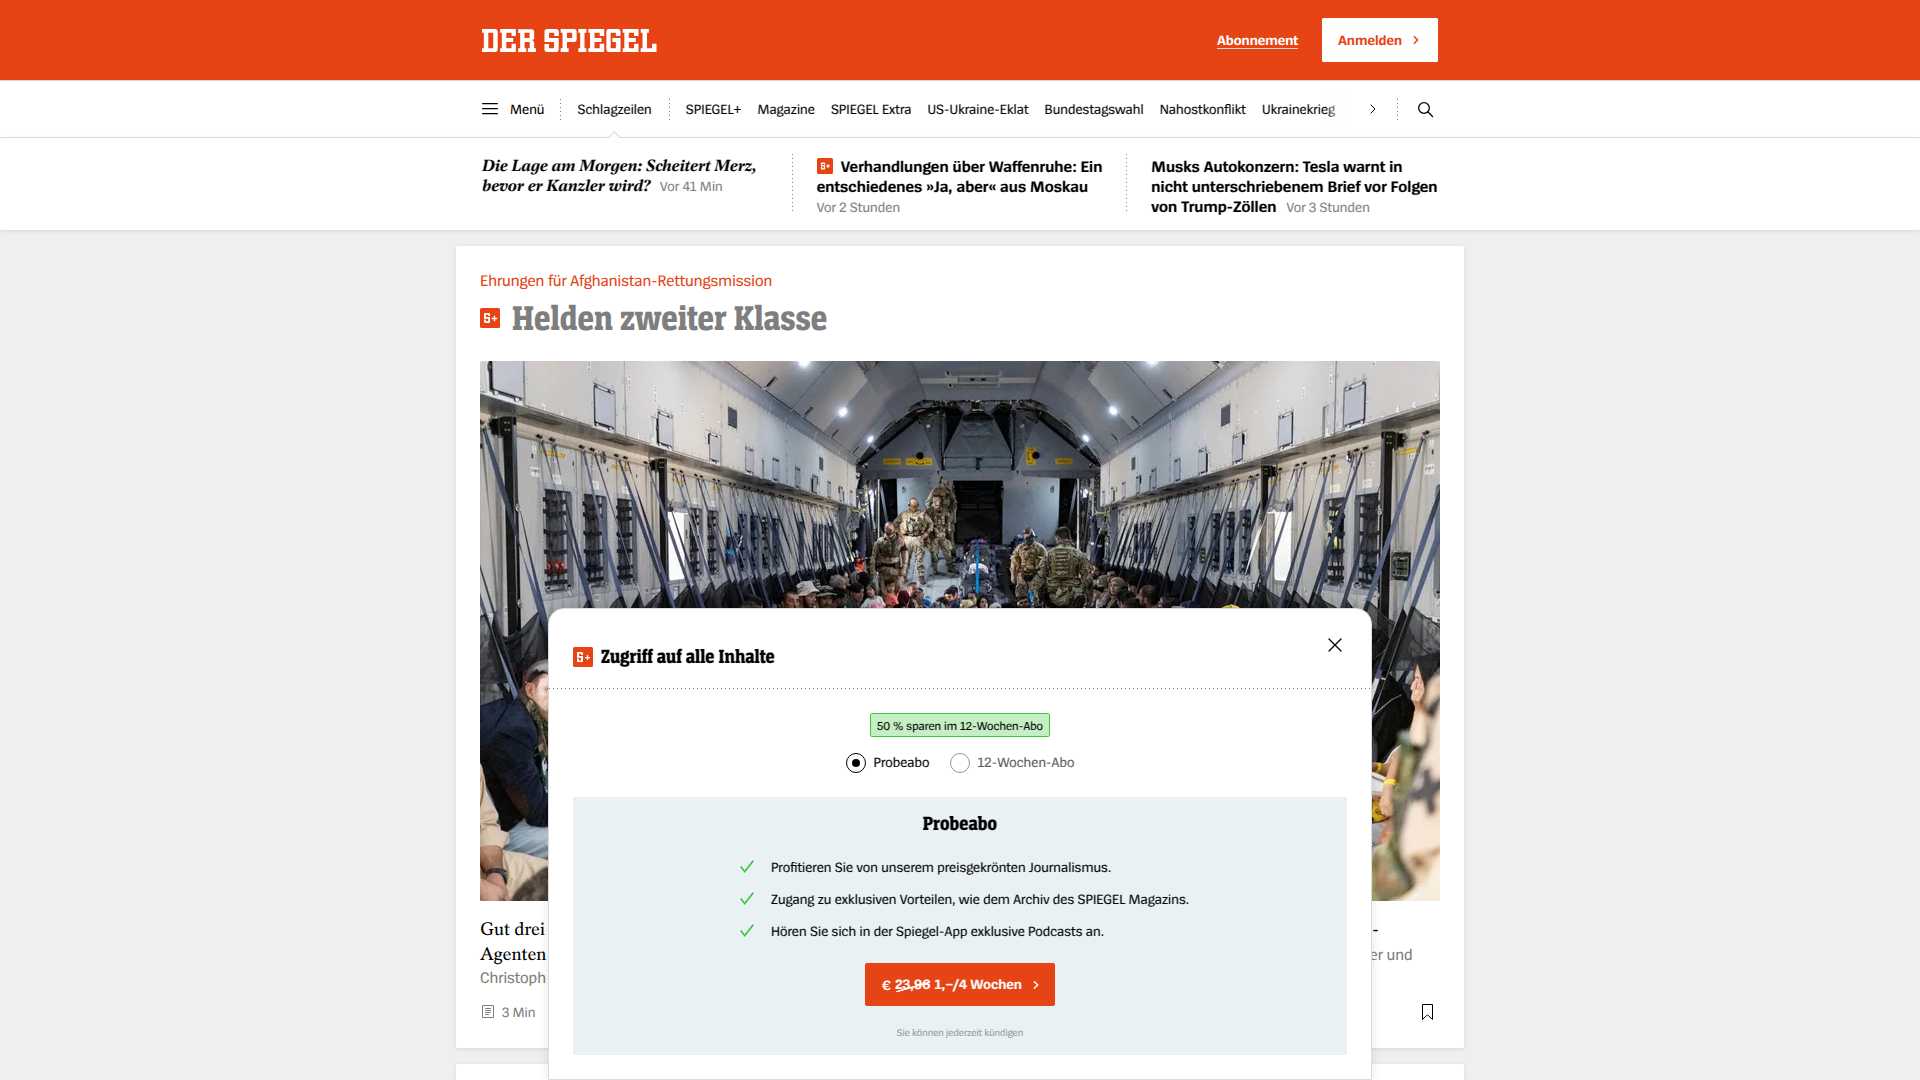 DER SPIEGEL
Abonnement
Anmelden
Menü
Schlagzeilen
SPIEGEL+
Magazine
SPIEGEL Extra
US-Ukraine-Eklat
Bundestagswahl
Nahostkonflikt
Ukrainekrieg
Die Lage am Morgen: Scheitert Merz,
bevor er Kanzler wird? Vor 41 Min
S+ Verhandlungen über Waffenruhe: Ein
entschiedenes »Ja, aber« aus Moskau
Vor 2 Stunden
Musks Autokonzern: Tesla warnt in
nicht unterschriebenem Brief vor Folgen
von Trump-Zöllen Vor 3 Stunden
Ehrungen für Afghanistan-Rettungsmission
S+ Helden zweiter Klasse
S+ Zugriff auf alle Inhalte
50 % sparen im 12-Wochen-Abo
Probeabo
12-Wochen-Abo
Probeabo
Profitieren Sie von unserem preisgekrönten Journalismus.
Zugang zu exklusiven Vorteilen, wie dem Archiv des SPIEGEL Magazins.
Hören Sie sich in der Spiegel-App exklusive Podcasts an.
€ 23,96 1,–/4 Wochen
Sie können jederzeit kündigen
Gut drei
Agenten
er und
Christoph
3 Min